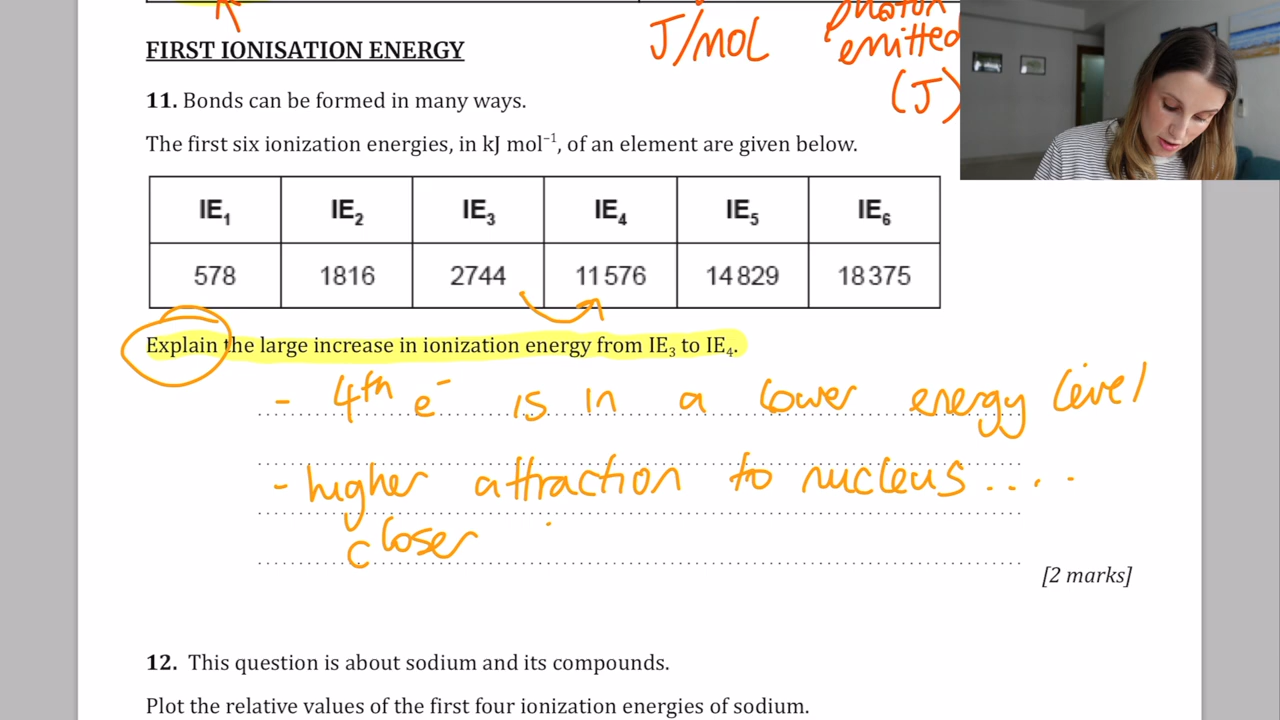 J/mol
photon
emitted
(J)
FIRST IONISATION ENERGY
11. Bonds can be formed in many ways.
The first six ionization energies, in kJ mol⁻¹, of an element are given below.
IE₁ IE₂ IE₃ IE₄ IE₅ IE₆
578 1816 2744 11 576 14 829 18 375
Explain the large increase in ionization energy from IE₃ to IE₄.
- 4th e⁻ is in a lower energy level
- higher attraction to nucleus ....
closer
[2 marks]
12. This question is about sodium and its compounds.
Plot the relative values of the first four ionization energies of sodium.